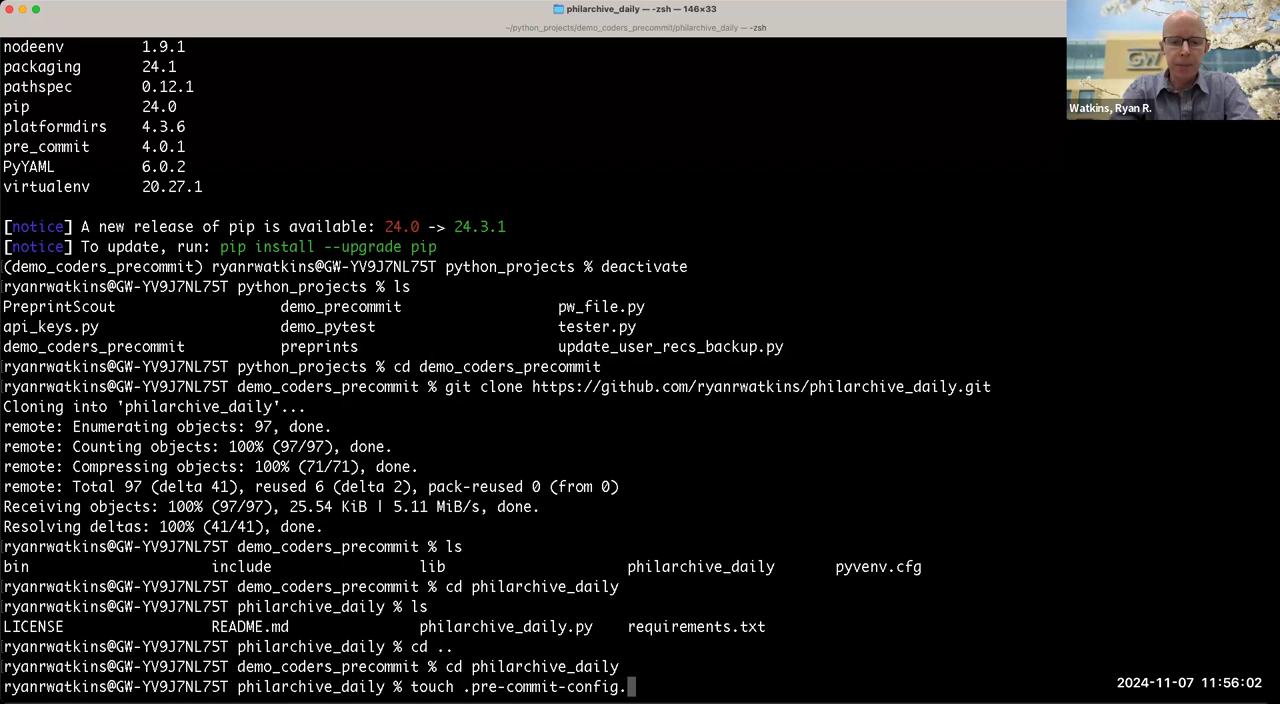 philarchive_daily — -zsh — 146×33
~/python_projects/demo_coders_precommit/philarchive_daily — -zsh
nodeenv 1.9.1
packaging 24.1
pathspec 0.12.1
pip 24.0
platformdirs 4.3.6
pre_commit 4.0.1
PyYAML 6.0.2
virtualenv 20.27.1
[notice] A new release of pip is available: 24.0 -> 24.3.1
[notice] To update, run: pip install --upgrade pip
(demo_coders_precommit) ryanrwatkins@GW-YV9J7NL75T python_projects % deactivate
ryanrwatkins@GW-YV9J7NL75T python_projects % ls
PreprintScout demo_precommit pw_file.py
api_keys.py demo_pytest tester.py
demo_coders_precommit preprints update_user_recs_backup.py
ryanrwatkins@GW-YV9J7NL75T python_projects % cd demo_coders_precommit
ryanrwatkins@GW-YV9J7NL75T demo_coders_precommit % git clone https://github.com/ryanrwatkins/philarchive_daily.git
Cloning into 'philarchive_daily'...
remote: Enumerating objects: 97, done.
remote: Counting objects: 100% (97/97), done.
remote: Compressing objects: 100% (71/71), done.
remote: Total 97 (delta 41), reused 6 (delta 2), pack-reused 0 (from 0)
Receiving objects: 100% (97/97), 25.54 KiB | 5.11 MiB/s, done.
Resolving deltas: 100% (41/41), done.
ryanrwatkins@GW-YV9J7NL75T demo_coders_precommit % ls
bin include lib philarchive_daily pyvenv.cfg
ryanrwatkins@GW-YV9J7NL75T demo_coders_precommit % cd philarchive_daily
ryanrwatkins@GW-YV9J7NL75T philarchive_daily % ls
LICENSE README.md philarchive_daily.py requirements.txt
ryanrwatkins@GW-YV9J7NL75T philarchive_daily % cd ..
ryanrwatkins@GW-YV9J7NL75T demo_coders_precommit % cd philarchive_daily
ryanrwatkins@GW-YV9J7NL75T philarchive_daily % touch .pre-commit-config.
GW
Watkins, Ryan R.
2024-11-07 11:56:02